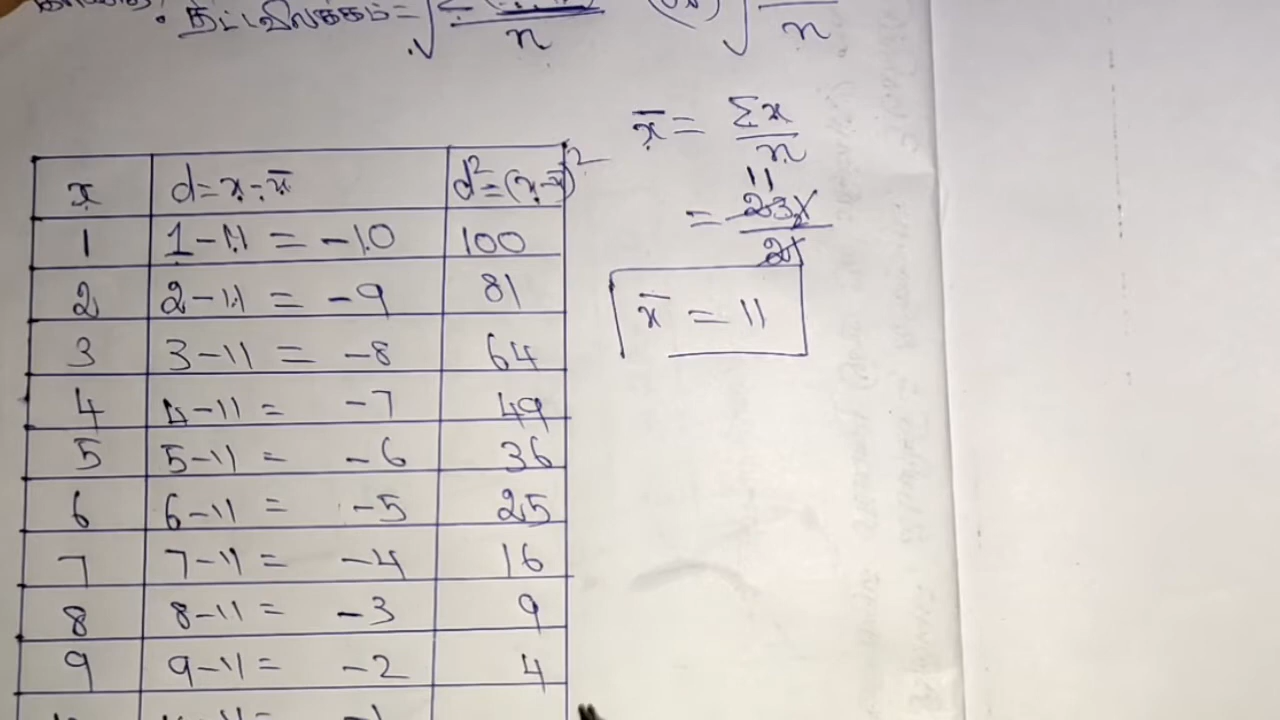 திட்டவிலக்கம் = √ n n
x̄ = Σx / n
= 231 / 21
x̄ = 11
x d = x - x̄ d² = (x - x̄)²
1 1 - 11 = -10 100
2 2 - 11 = -9 81
3 3 - 11 = -8 64
4 4 - 11 = -7 49
5 5 - 11 = -6 36
6 6 - 11 = -5 25
7 7 - 11 = -4 16
8 8 - 11 = -3 9
9 9 - 11 = -2 4